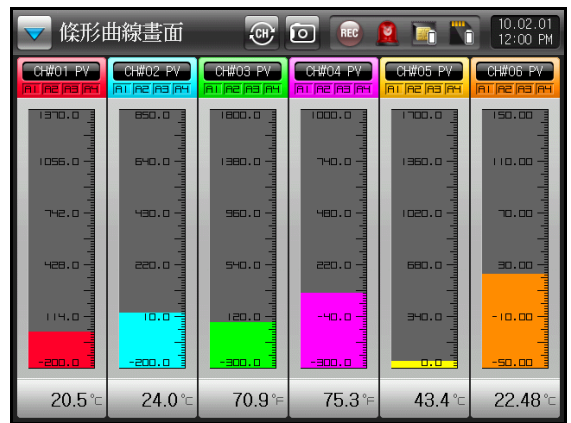 條形曲線畫面 CH REC 10.02.01
12:00 PM
CH#01 PV CH#02 PV CH#03 PV CH#04 PV CH#05 PV CH#06 PV
A1 A2 A3 A4 A1 A2 A3 A4 A1 A2 A3 A4 A1 A2 A3 A4 A1 A2 A3 A4 A1 A2 A3 A4
1370.0 850.0 1800.0 1000.0 1700.0 150.00
1056.0 640.0 1380.0 740.0 1360.0 110.00
742.0 430.0 960.0 480.0 1020.0 70.00
428.0 220.0 540.0 220.0 680.0 30.00
114.0 10.0 120.0 -40.0 340.0 -10.00
-200.0 -200.0 -300.0 -300.0 0.0 -50.00
20.5℃ 24.0℃ 70.9℉ 75.3℉ 43.4℃ 22.48℃